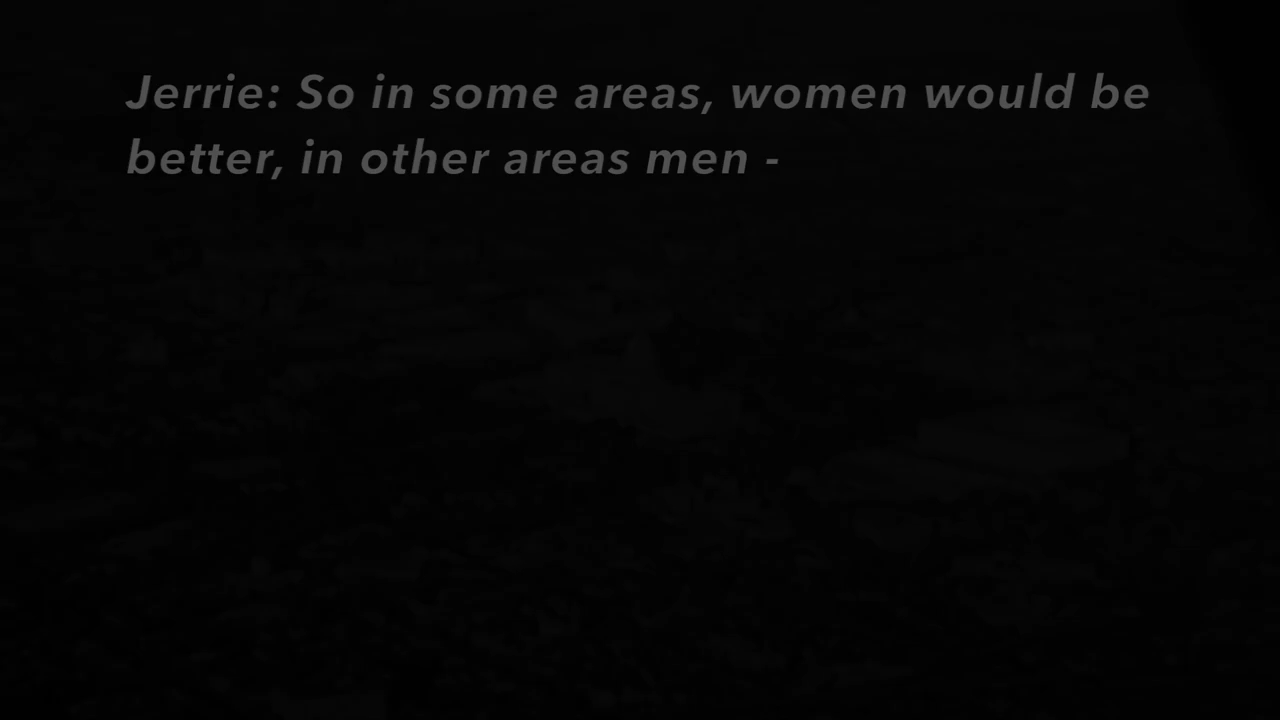 Jerrie: So in some areas, women would be
better, in other areas men -